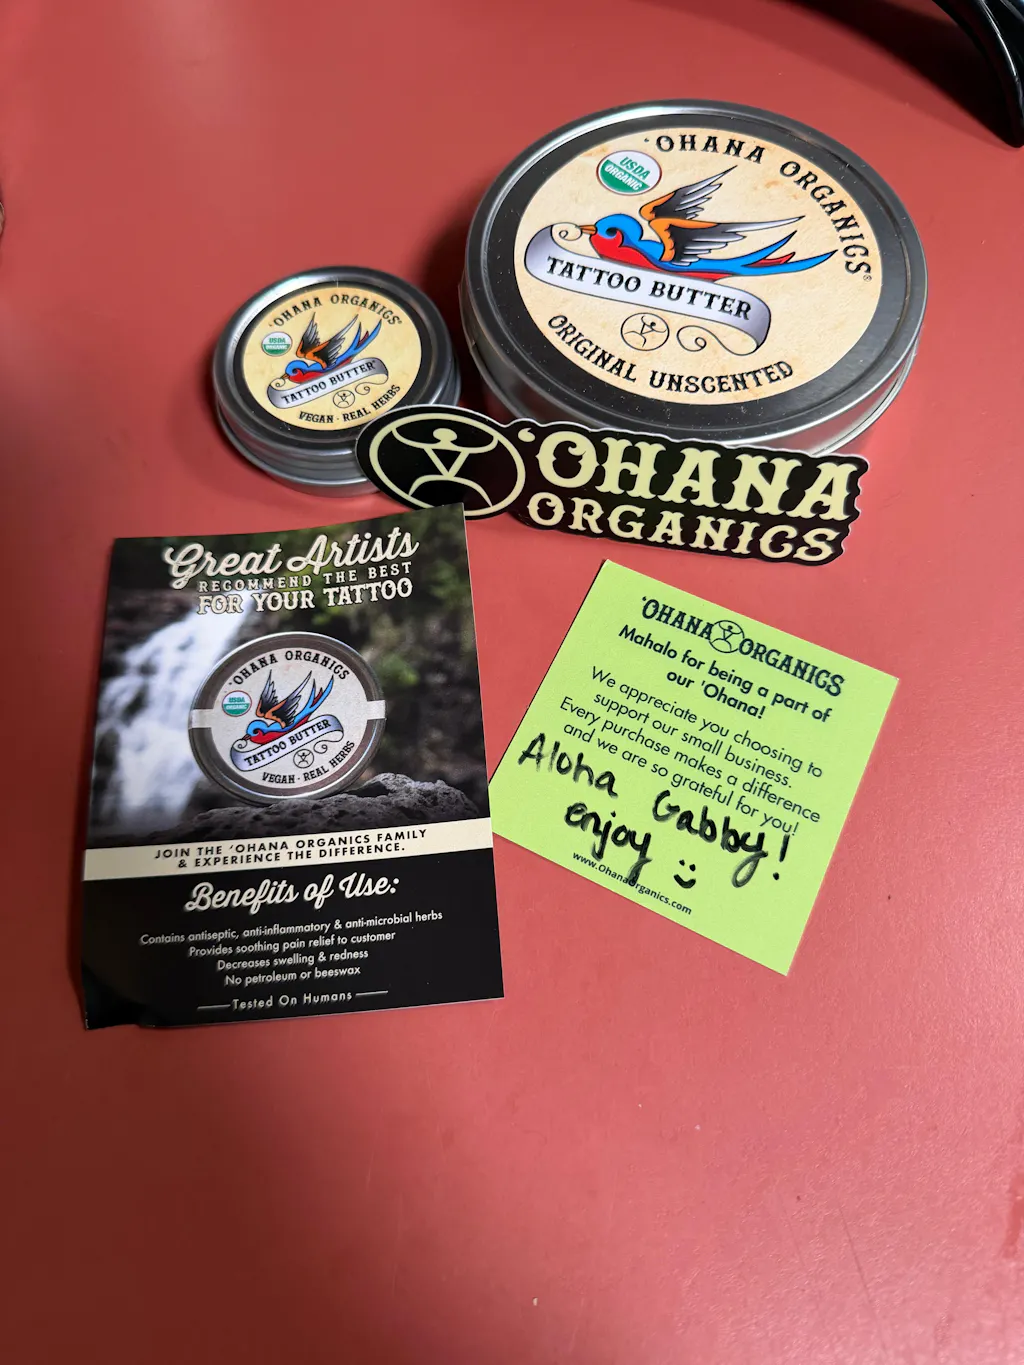 'OHANA ORGANICS®
USDA
ORGANIC
TATTOO BUTTER
ORIGINAL UNSCENTED
'OHANA ORGANICS®
USDA
ORGANIC
TATTOO BUTTER
VEGAN · REAL HERBS
'OHANA
ORGANICS
Great Artists
RECOMMEND THE BEST
FOR YOUR TATTOO
'OHANA ORGANICS
USDA
ORGANIC
TATTOO BUTTER
VEGAN · REAL HERBS
JOIN THE 'OHANA ORGANICS FAMILY
& EXPERIENCE THE DIFFERENCE.
Benefits of Use:
Contains antiseptic, anti-inflammatory & anti-microbial herbs
Provides soothing pain relief to customer
Decreases swelling & redness
No petroleum or beeswax
Tested On Humans
'OHANA ORGANICS
Mahalo for being a part of
our 'Ohana!
We appreciate you choosing to
support our small business.
Every purchase makes a difference
and we are so grateful for you!
Aloha Gabby!
enjoy
www.OhanaOrganics.com